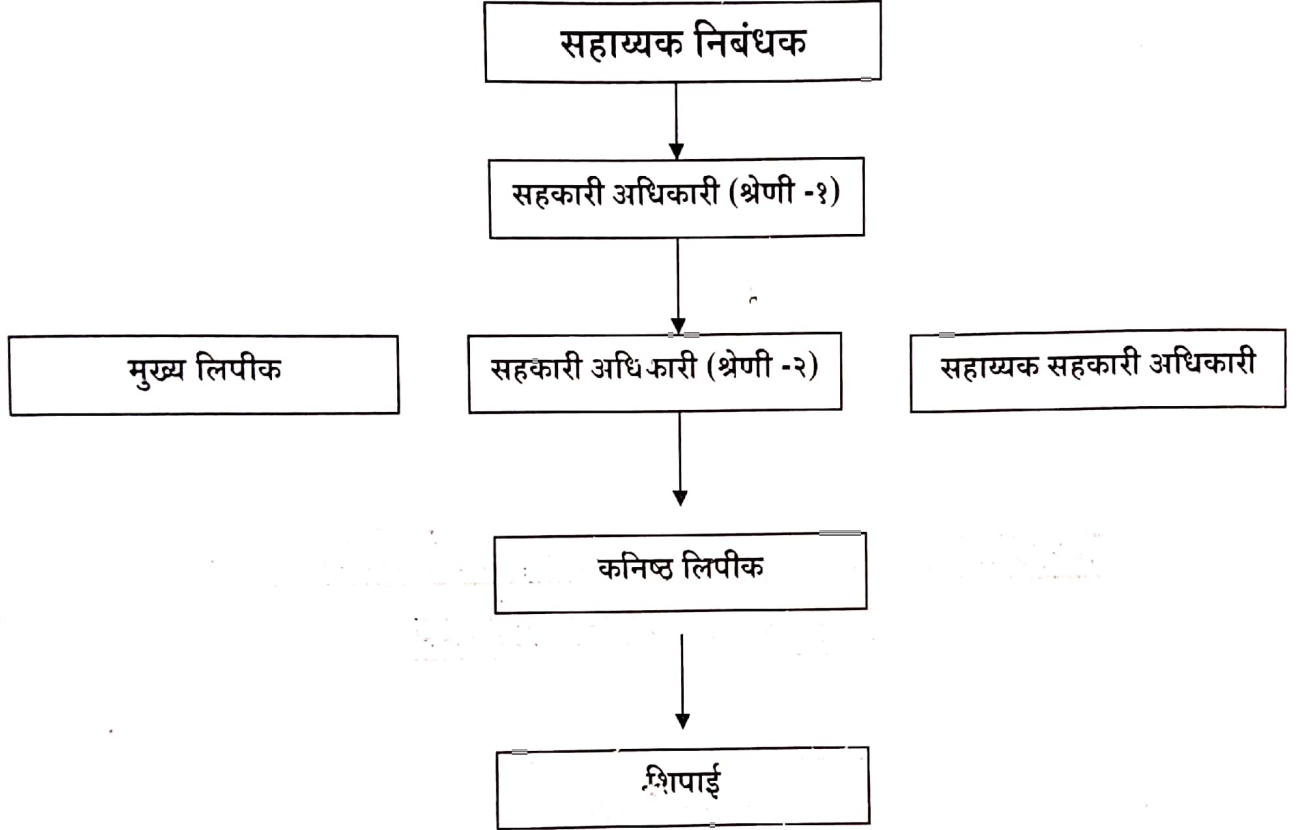 सहाय्यक निबंधक
सहकारी अधिकारी (श्रेणी -१)
मुख्य लिपीक
सहकारी अधिकारी (श्रेणी -२)
सहाय्यक सहकारी अधिकारी
कनिष्ठ लिपीक
शिपाई